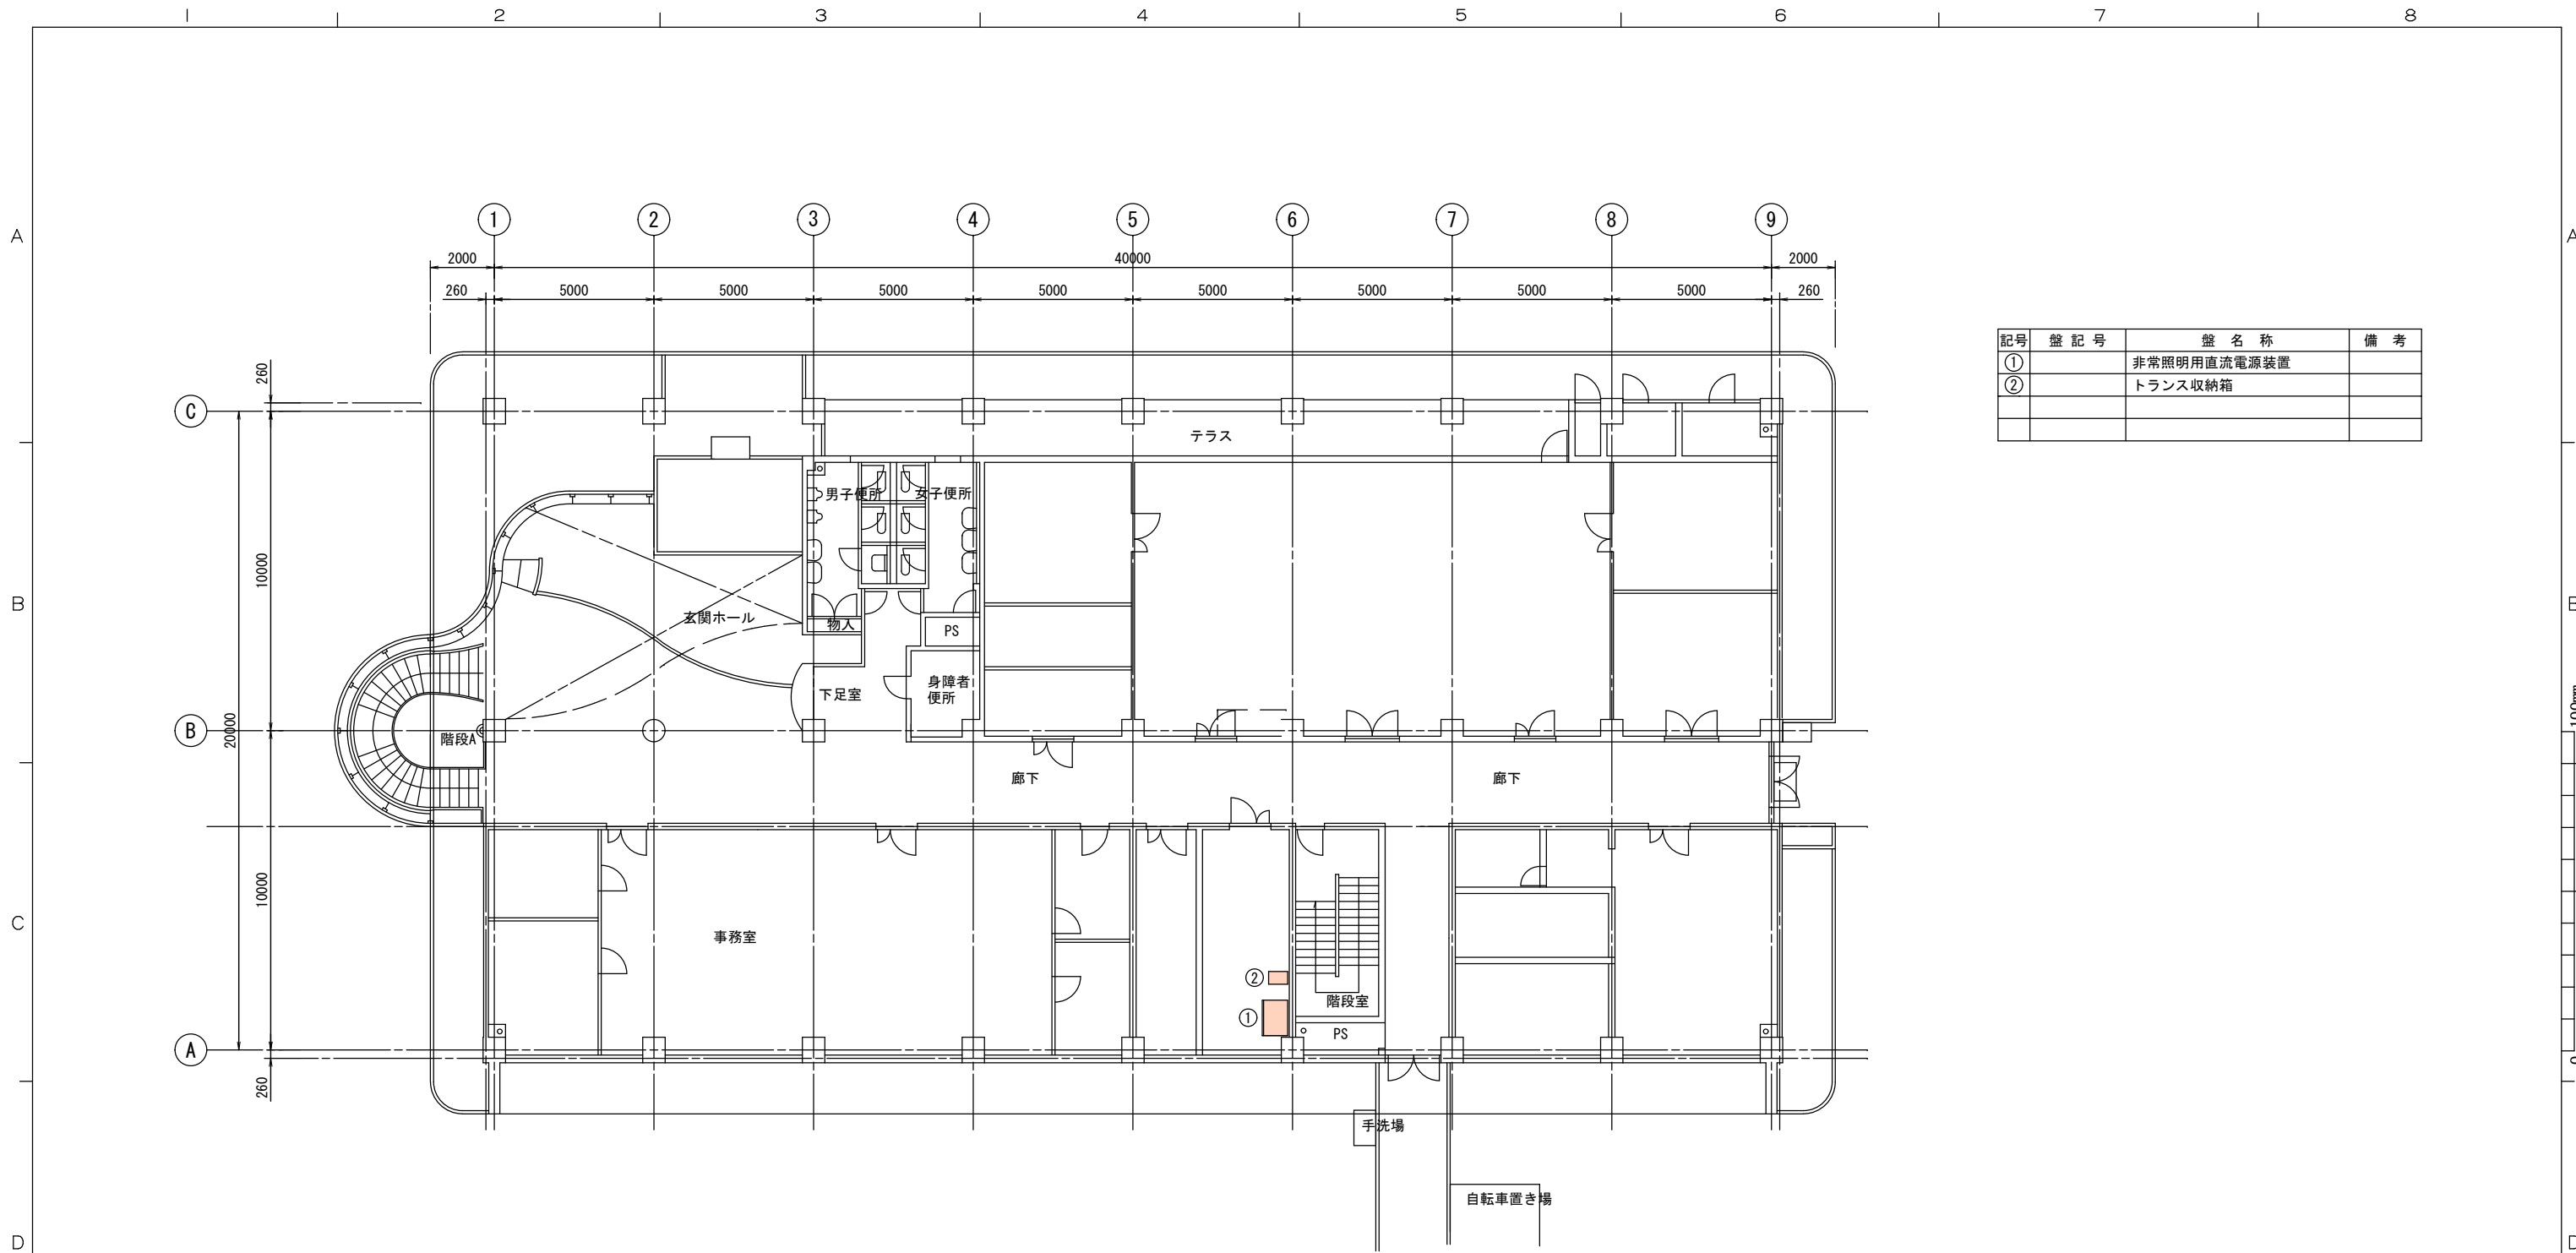 1 2 3 4 5 6 7 8
A A
① ② ③ ④ ⑤ ⑥ ⑦ ⑧ ⑨
2000 40000 2000
260 5000 5000 5000 5000 5000 5000 5000 5000 260
記号 盤記号 盤名称 備考
① 非常照明用直流電源装置
② トランス収納箱
260
C
テラス
男子便所 女子便所
10000
B B
玄関ホール
物入 PS
身障者
便所
下足室
100mm
B
20000
階段A
廊下 廊下
10000
C
事務室
②
階段室
①
PS
A
0
260
手洗場
自転車置き場
D D